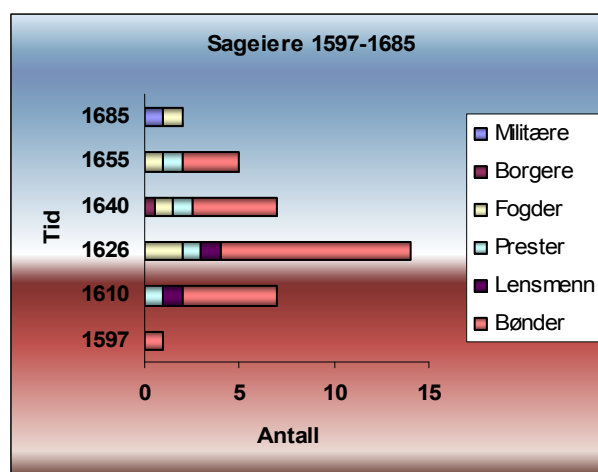 Sageiere 1597-1685
Tid
1685
1655
1640
1626
1610
1597
0 5 10 15
Antall
Militære
Borgere
Fogder
Prester
Lensmenn
Bønder